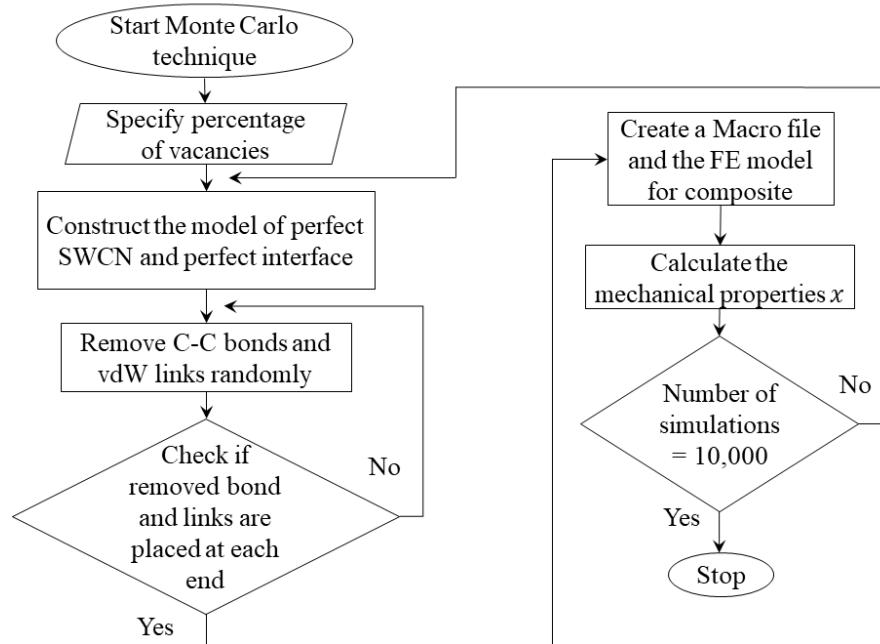 Start Monte Carlo
technique
Specify percentage
of vacancies
Construct the model of perfect
SWCN and perfect interface
Remove C-C bonds and
vdW links randomly
Check if
removed bond
and links are
placed at each
end
No
Yes
Create a Macro file
and the FE model
for composite
Calculate the
mechanical properties x
Number of
simulations
= 10,000
No
Yes
Stop